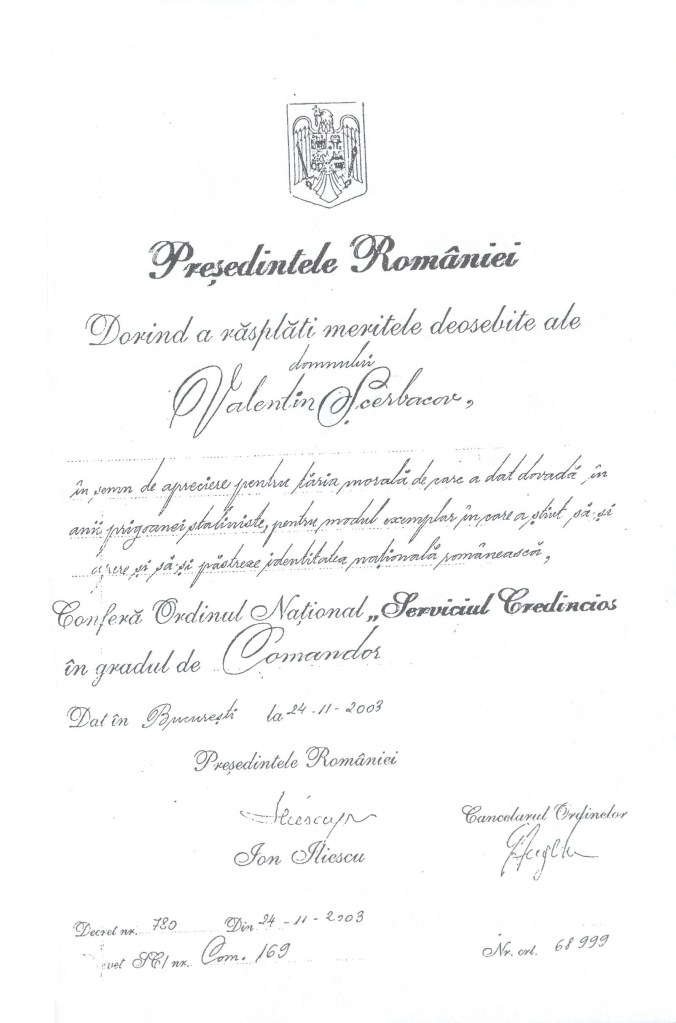 Președintele României
Dorind a răsplăti meritele deosebite ale
domnului
Valentin Șcerbacov,
în semn de apreciere pentru tăria morală de care a dat dovadă, în
anii prigoanei staliniste, pentru modul exemplar în care a știut să-și
apere și să-și păstreze identitatea națională românească,
Conferă Ordinul Național „Serviciul Credincios
în gradul de Comandor
Dat în București la 24-11-2003
Președintele României
Iliescu
Cancelarul Ordinelor
Ion Iliescu
Decret nr. 780 Din 24-11-2003
SC/nr. Com. 169 Nr. crt. 68999